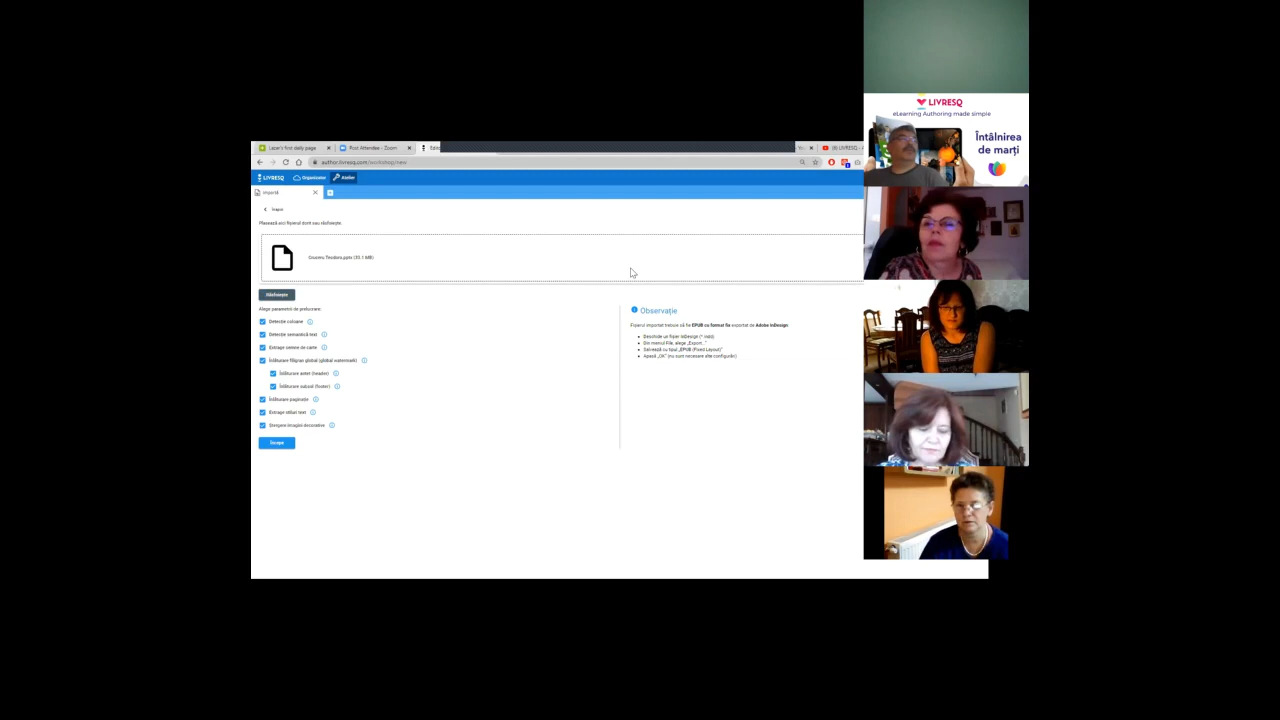 Lazar's first daily page
Post Attendee - Zoom
(8) LIVRESQ - A
author.livresq.com/workshop/new
LIVRESQ
Organizator
Atelier
Importă
Înapoi
Plasează aici fișierul dorit sau răsfoiește.
Răsfoiește
Alege parametrii de prelucrare:
Detecție coloane
Detecție semantică text
Extrage semne de carte
Înlăturare filigran global (global watermark)
Înlăturare antet (header)
Înlăturare subsol (footer)
Înlăturare paginație
Extrage stiluri text
Ștergere imagini decorative
Începe
Observație
Fișierul importat trebuie să fie EPUB cu format fix exportat de Adobe InDesign
Deschide un fișier InDesign (*.indd)
Din meniul File, alege „Export..."
Salvează cu tipul „EPUB (Fixed Layout)"
Apasă „OK" (nu sunt necesare alte configurări)
LIVRESQ
eLearning Authoring made simple
Întâlnirea
de marți